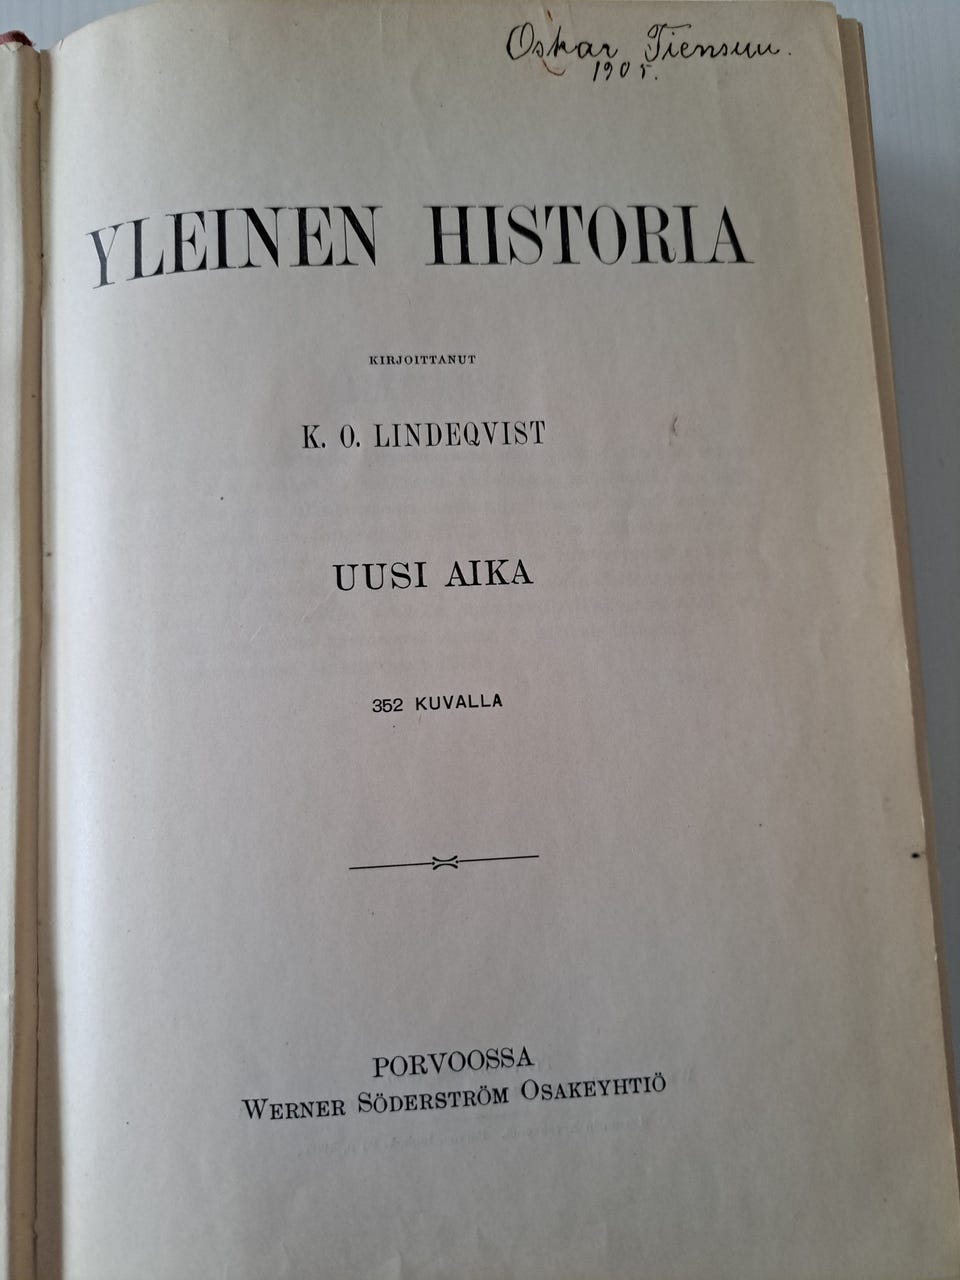 Oskar Tiensuu.
1905.
YLEINEN HISTORIA
KIRJOITTANUT
K. O. LINDEQVIST
UUSI AIKA
352 KUVALLA
PORVOOSSA
WERNER SÖDERSTRÖM OSAKEYHTIÖ